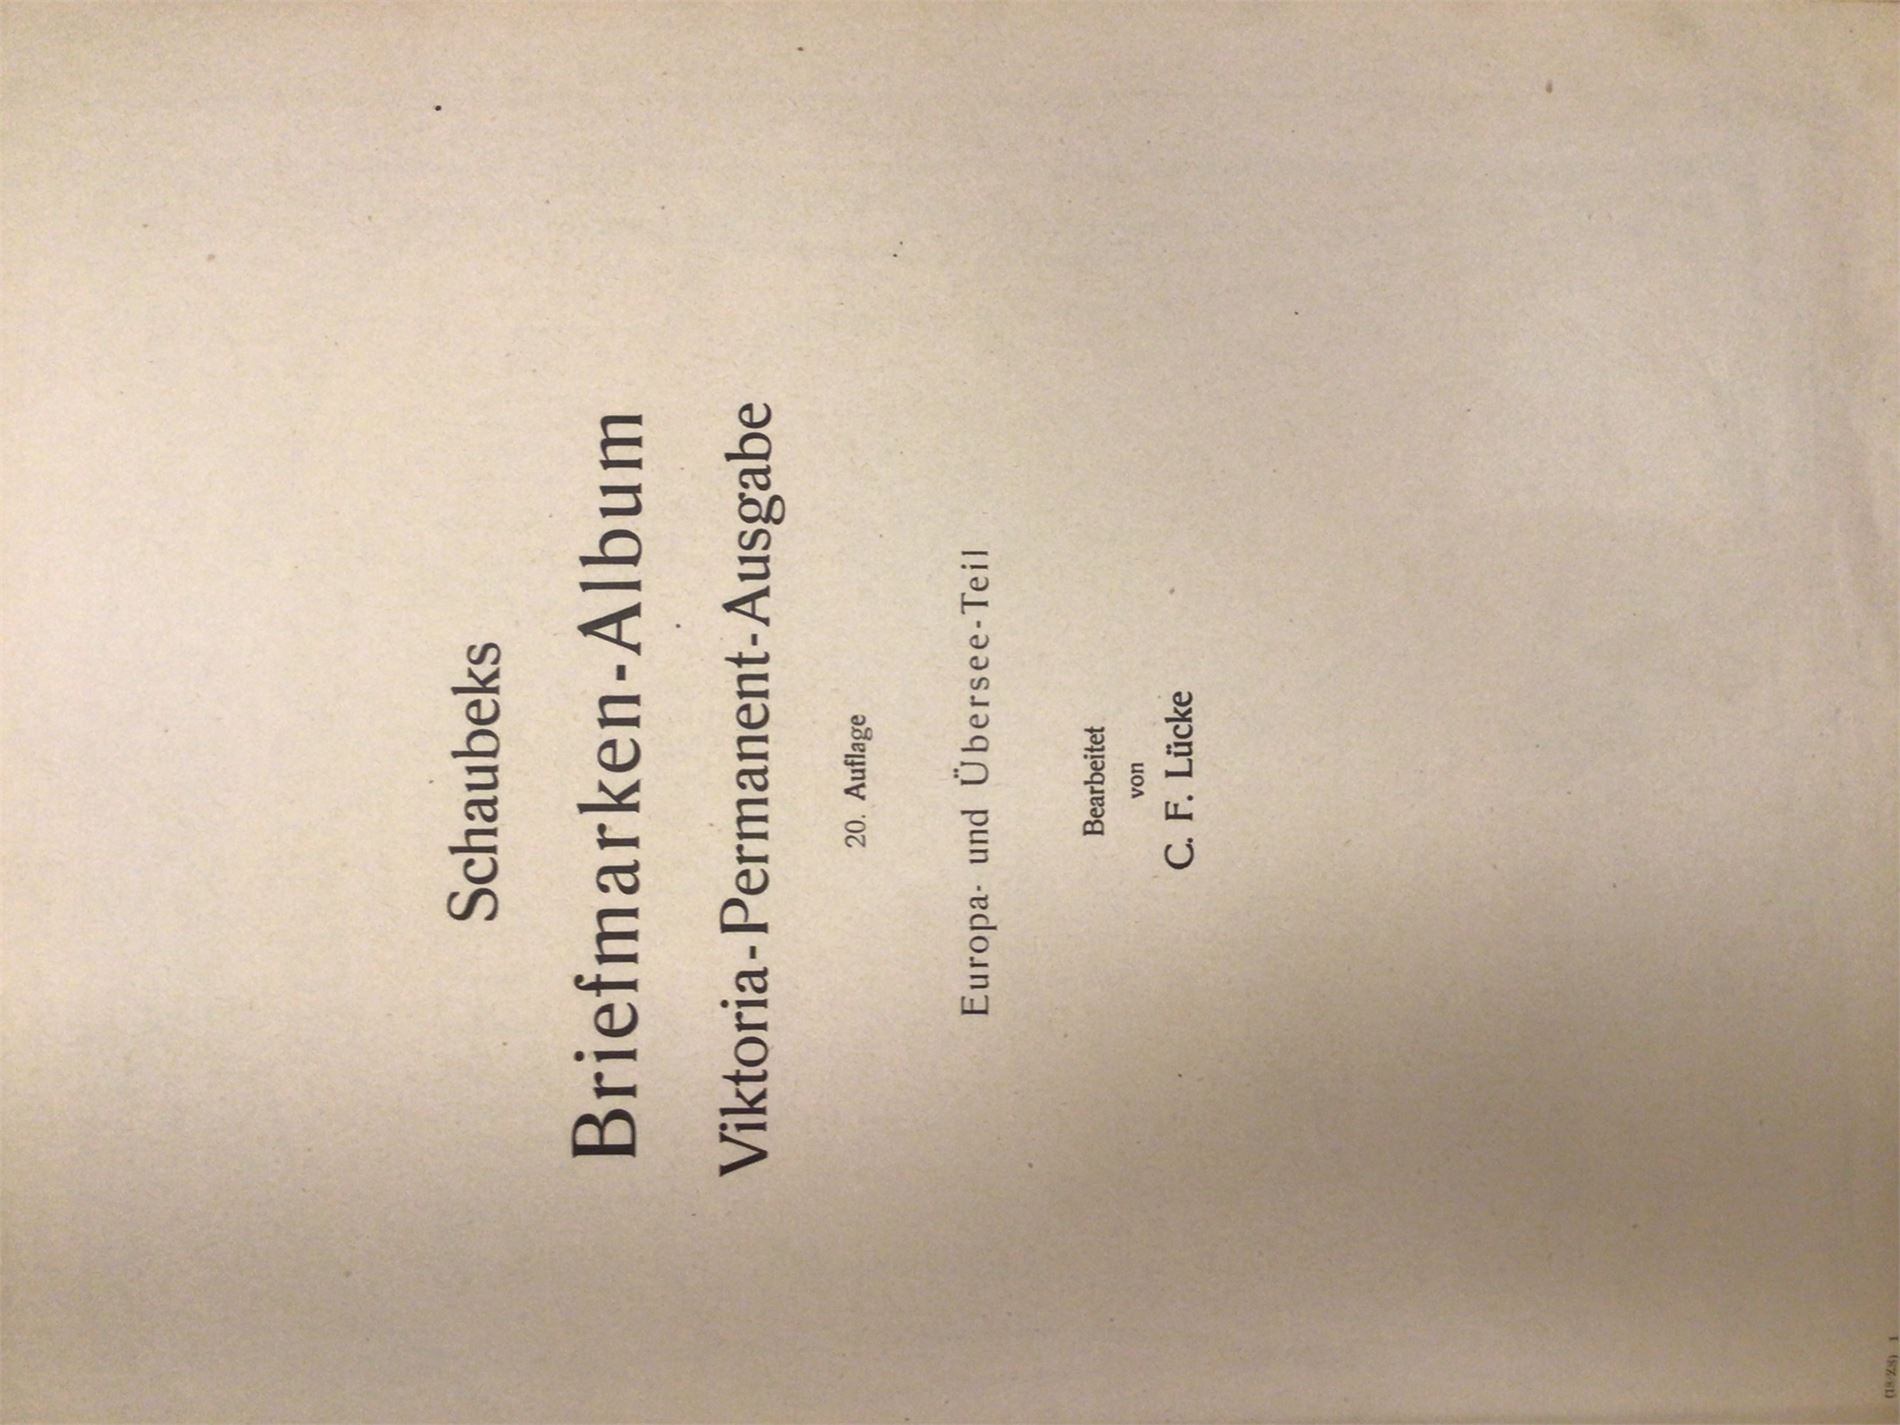 Schaubeks
Briefmarken-Album
Viktoria-Permanent-Ausgabe
20. Auflage
Europa- und Übersee-Teil
Bearbeitet
von
C. F. Lücke